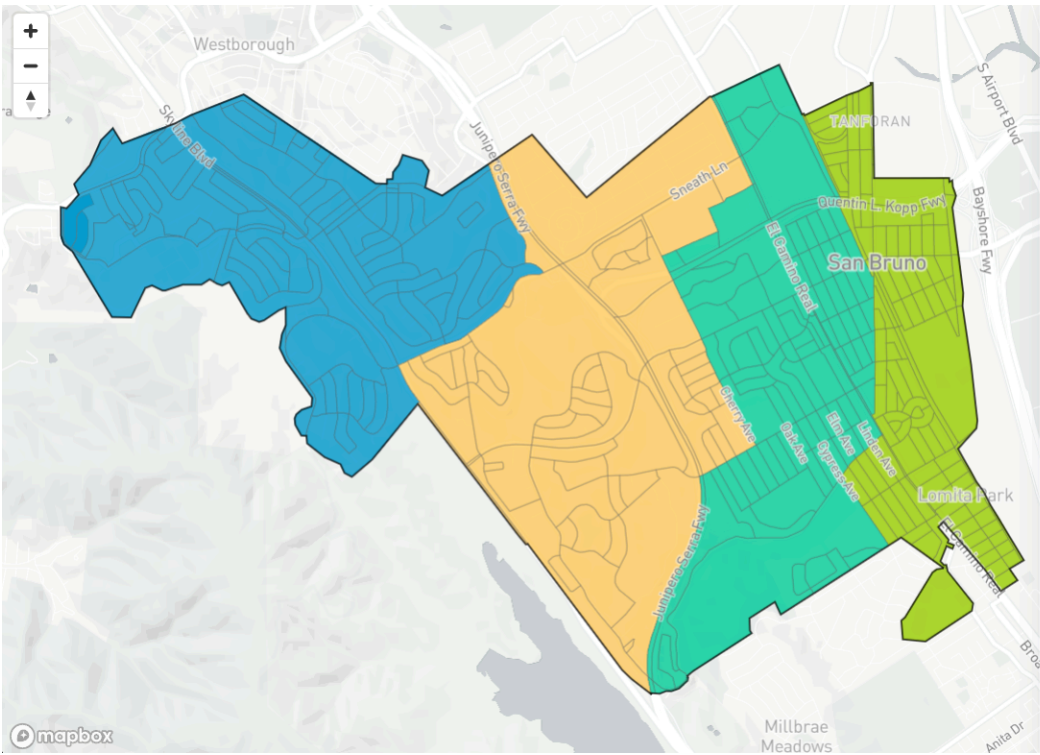 +
−
Westborough
Skyline Blvd
Junipero Serra Fwy
S Airport Blvd
TANFORAN
Sneath Ln
Quentin L. Kopp Fwy
Bayshore Fwy
El Camino Real
San Bruno
Cherry Ave
Oak Ave
Elm Ave
Cypress Ave
Linden Ave
Lomita Park
El Camino Real
Junipero Serra Fwy
Millbrae
Meadows
Anita Dr
mapbox